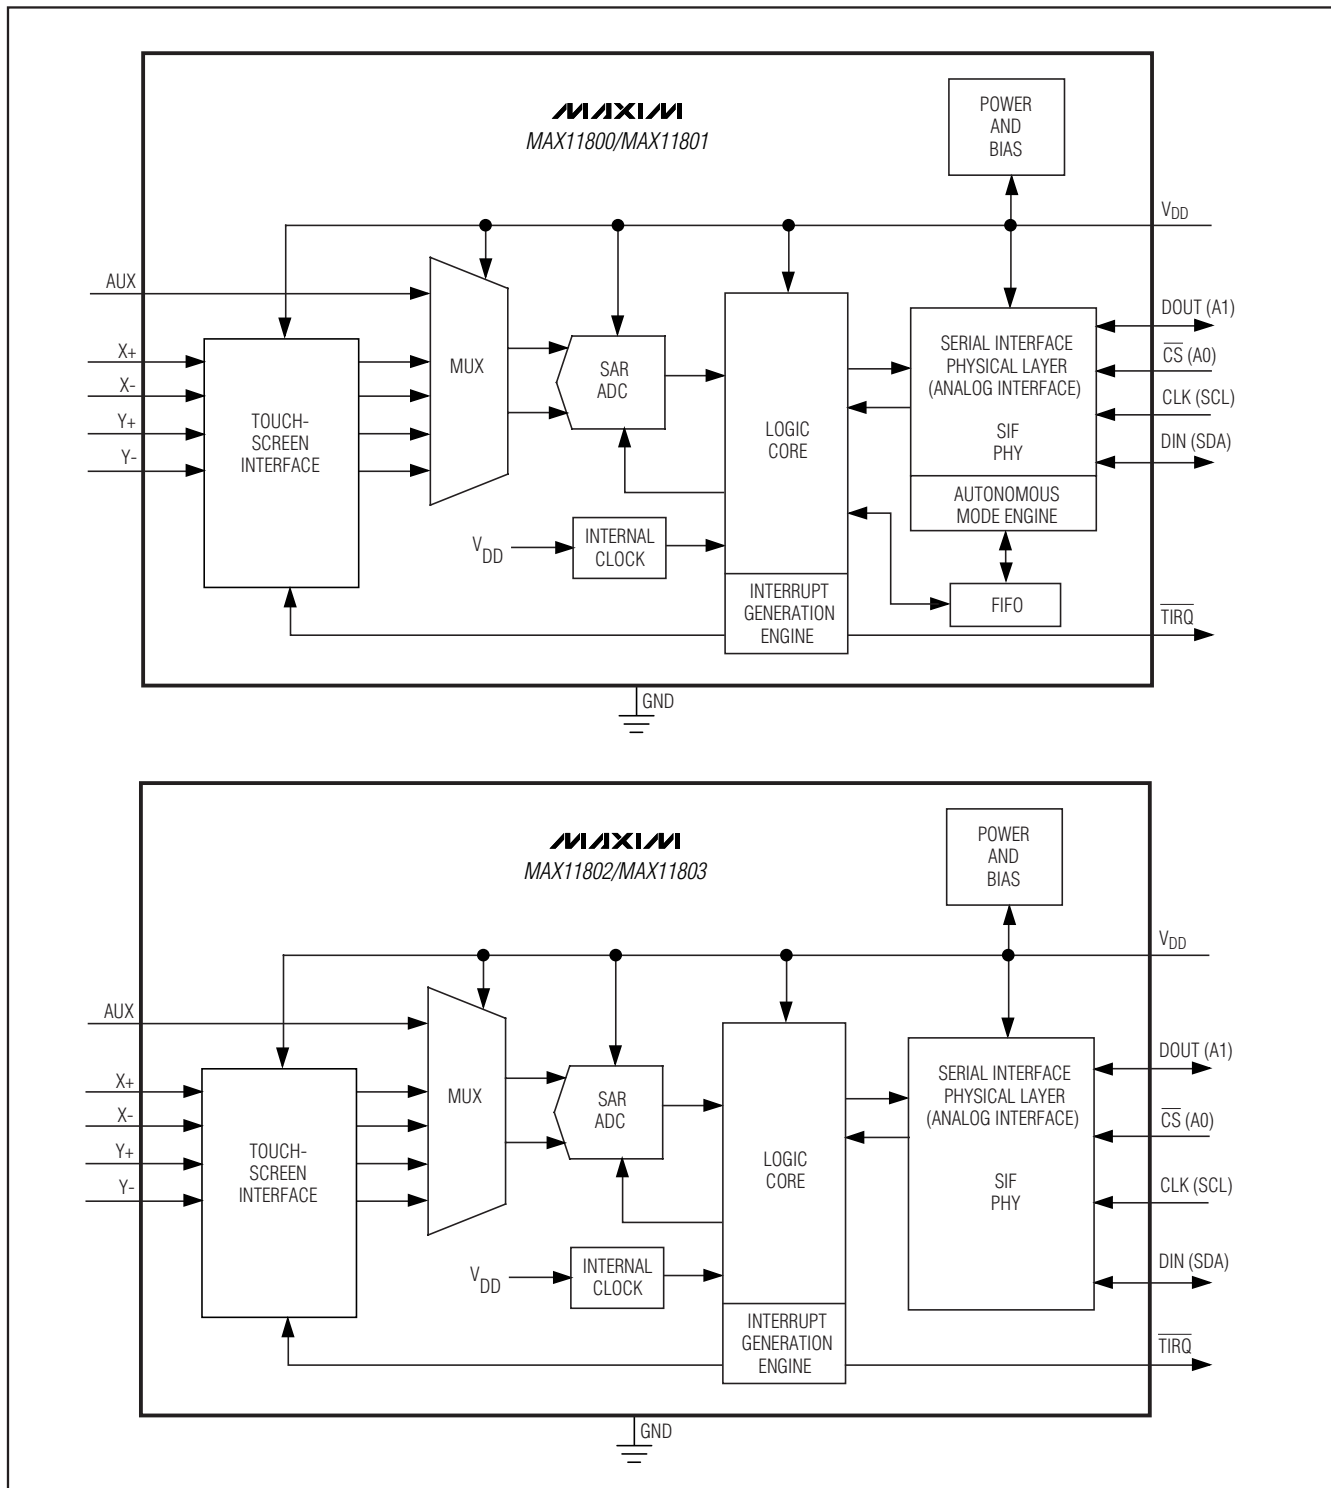 MAXIM
MAX11800/MAX11801
POWER
AND
BIAS
VDD
AUX
X+
X-
Y+
Y-
TOUCH-
SCREEN
INTERFACE
MUX
SAR
ADC
VDD
INTERNAL
CLOCK
LOGIC
CORE
INTERRUPT
GENERATION
ENGINE
SERIAL INTERFACE
PHYSICAL LAYER
(ANALOG INTERFACE)
SIF
PHY
AUTONOMOUS
MODE ENGINE
FIFO
DOUT (A1)
CS (A0)
CLK (SCL)
DIN (SDA)
TIRQ
GND
MAXIM
MAX11802/MAX11803
POWER
AND
BIAS
VDD
AUX
X+
X-
Y+
Y-
TOUCH-
SCREEN
INTERFACE
MUX
SAR
ADC
VDD
INTERNAL
CLOCK
LOGIC
CORE
INTERRUPT
GENERATION
ENGINE
SERIAL INTERFACE
PHYSICAL LAYER
(ANALOG INTERFACE)
SIF
PHY
DOUT (A1)
CS (A0)
CLK (SCL)
DIN (SDA)
TIRQ
GND